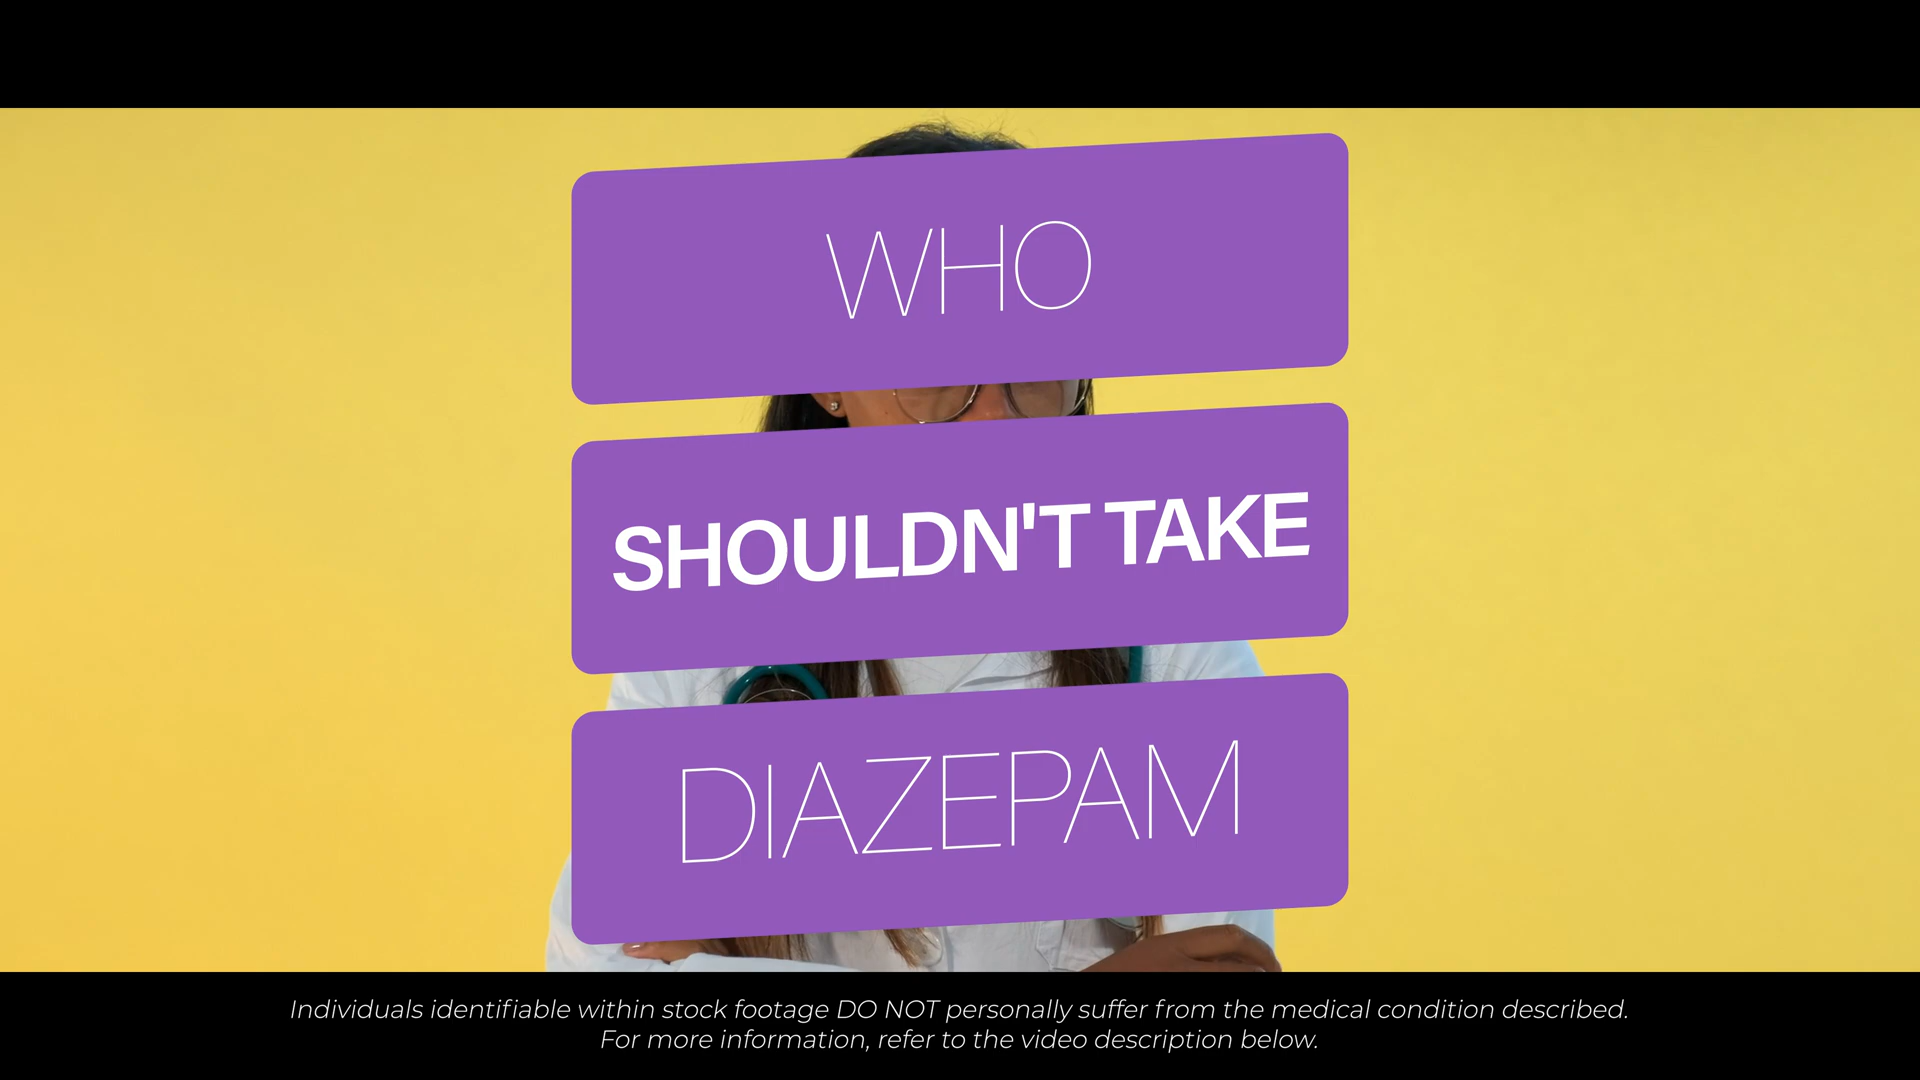 WHO
SHOULDN'T TAKE
DIAZEPAM
Individuals identifiable within stock footage DO NOT personally suffer from the medical condition described.
For more information, refer to the video description below.